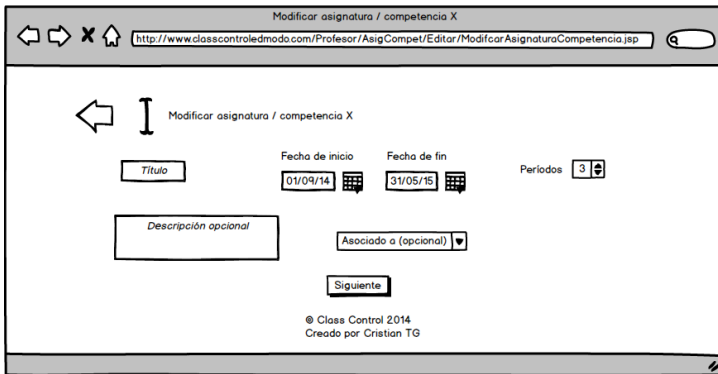 Modificar asignatura / competencia X
http://www.classcontroledmodo.com/Profesor/AsigCompet/Editar/ModifcarAsignaturaCompetencia.jsp
Modificar asignatura / competencia X
Fecha de inicio Fecha de fin
Título 01/09/14 31/05/15 Períodos 3
Descripción opcional
Asociado a (opcional)
Siguiente
© Class Control 2014
Creado por Cristian TG